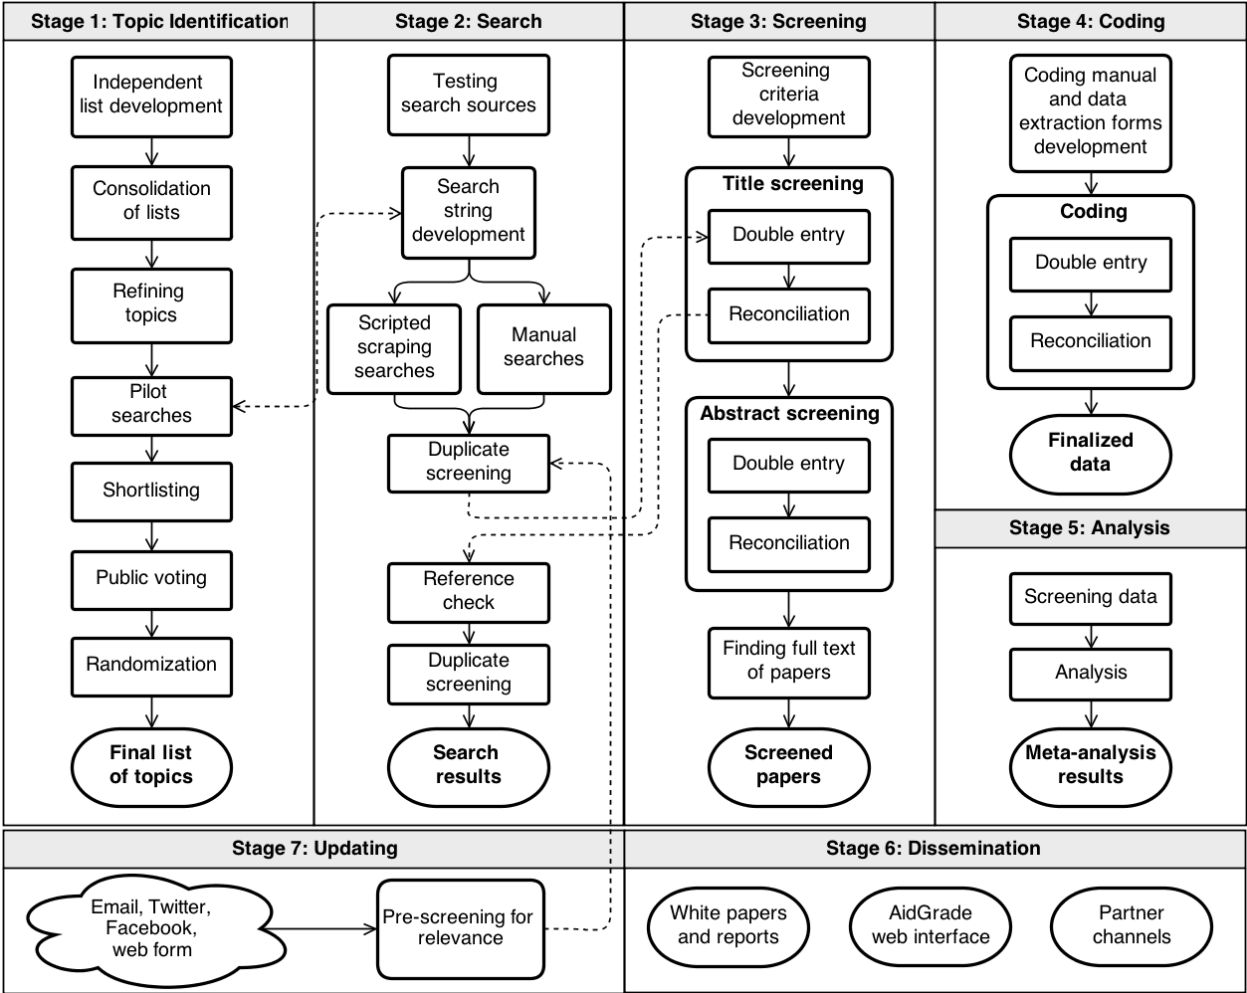 Stage 1: Topic Identification
Independent
list development
Consolidation
of lists
Refining
topics
Pilot
searches
Shortlisting
Public voting
Randomization
Final list
of topics
Stage 2: Search
Testing
search sources
Search
string
development
Scripted
scraping
searches
Manual
searches
Duplicate
screening
Reference
check
Duplicate
screening
Search
results
Stage 3: Screening
Screening
criteria
development
Title screening
Double entry
Reconciliation
Abstract screening
Double entry
Reconciliation
Finding full text
of papers
Screened
papers
Stage 4: Coding
Coding manual
and data
extraction forms
development
Coding
Double entry
Reconciliation
Finalized
data
Stage 5: Analysis
Screening data
Analysis
Meta-analysis
results
Stage 7: Updating
Email, Twitter,
Facebook,
web form
Pre-screening for
relevance
Stage 6: Dissemination
White papers
and reports
AidGrade
web interface
Partner
channels